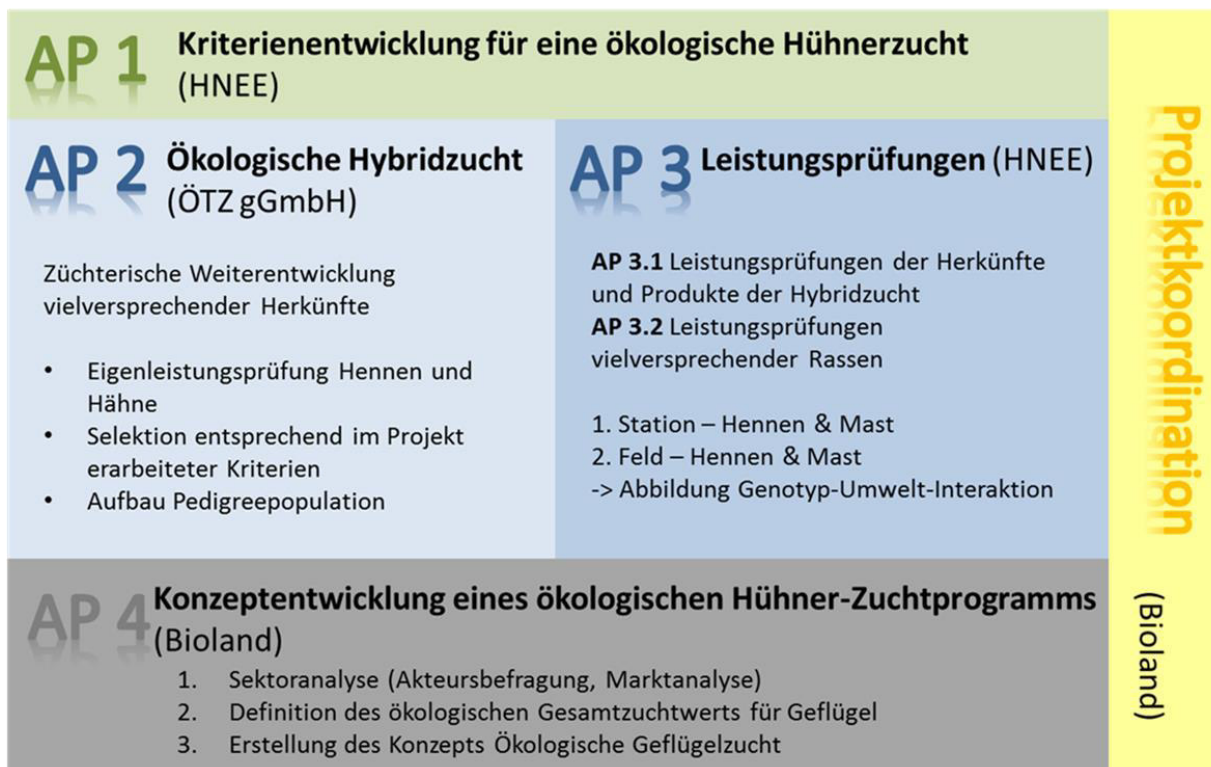 AP 1 Kriterienentwicklung für eine ökologische Hühnerzucht
(HNEE)
AP 2 Ökologische Hybridzucht
(ÖTZ gGmbH)
Züchterische Weiterentwicklung
vielversprechender Herkünfte
• Eigenleistungsprüfung Hennen und
Hähne
• Selektion entsprechend im Projekt
erarbeiteter Kriterien
• Aufbau Pedigreepopulation
AP 3 Leistungsprüfungen (HNEE)
AP 3.1 Leistungsprüfungen der Herkünfte
und Produkte der Hybridzucht
AP 3.2 Leistungsprüfungen
vielversprechender Rassen
1. Station – Hennen & Mast
2. Feld – Hennen & Mast
-> Abbildung Genotyp-Umwelt-Interaktion
AP 4 Konzeptentwicklung eines ökologischen Hühner-Zuchtprogramms
(Bioland)
1. Sektoranalyse (Akteursbefragung, Marktanalyse)
2. Definition des ökologischen Gesamtzuchtwerts für Geflügel
3. Erstellung des Konzepts Ökologische Geflügelzucht
Projektkoordination
(Bioland)